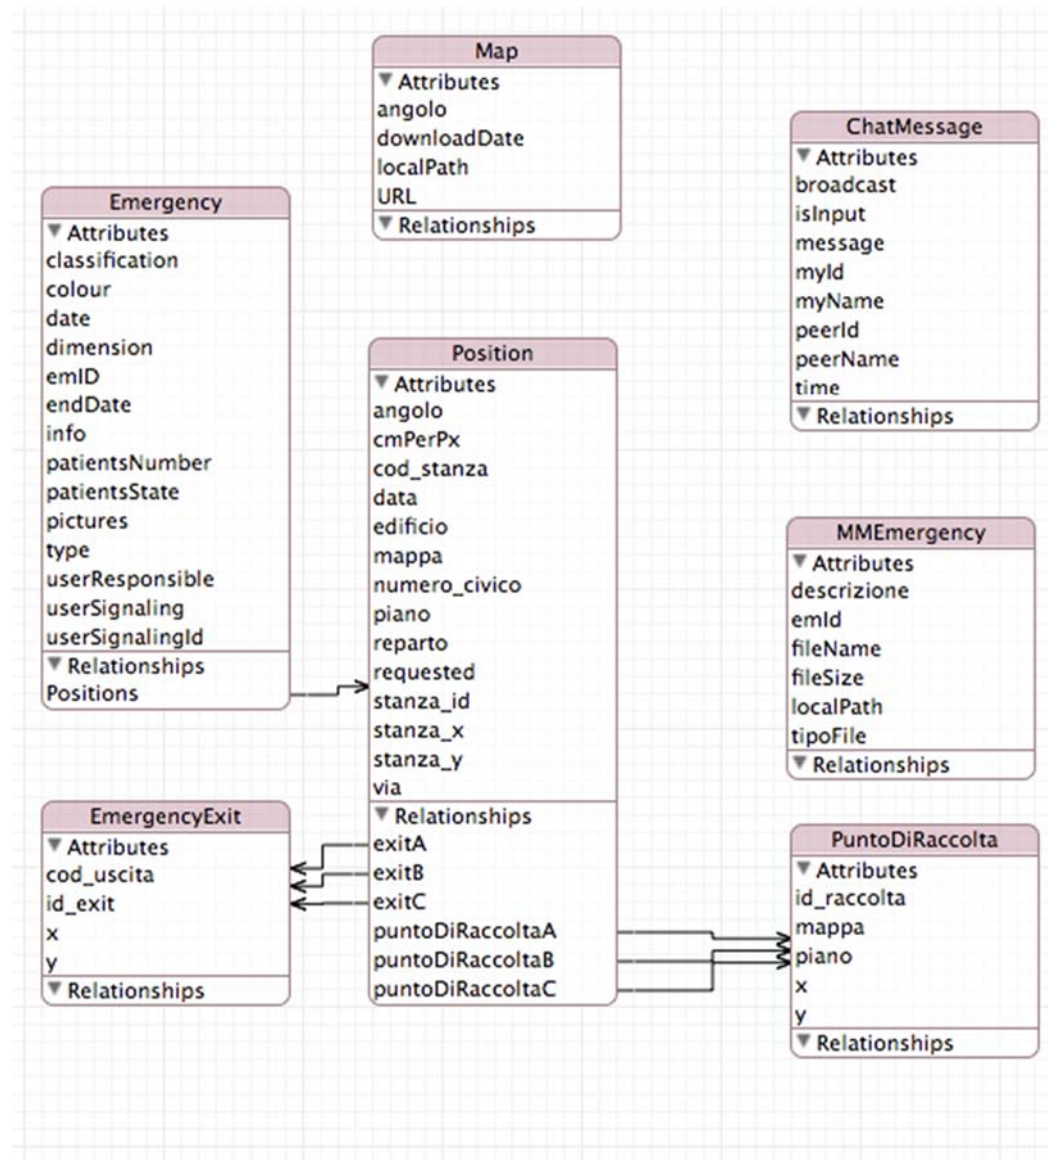 Map
Attributes
angolo
downloadDate
localPath
URL
Relationships
ChatMessage
Attributes
broadcast
isInput
message
myId
myName
peerId
peerName
time
Relationships
Emergency
Attributes
classification
colour
date
dimension
emID
endDate
info
patientsNumber
patientsState
pictures
type
userResponsible
userSignaling
userSignalingId
Relationships
Positions
Position
Attributes
angolo
cmPerPx
cod_stanza
data
edificio
mappa
numero_civico
piano
reparto
requested
stanza_id
stanza_x
stanza_y
via
Relationships
exitA
exitB
exitC
puntoDiRaccoltaA
puntoDiRaccoltaB
puntoDiRaccoltaC
MMEmergency
Attributes
descrizione
emId
fileName
fileSize
localPath
tipoFile
Relationships
EmergencyExit
Attributes
cod_uscita
id_exit
x
y
Relationships
PuntoDiRaccolta
Attributes
id_raccolta
mappa
piano
x
y
Relationships